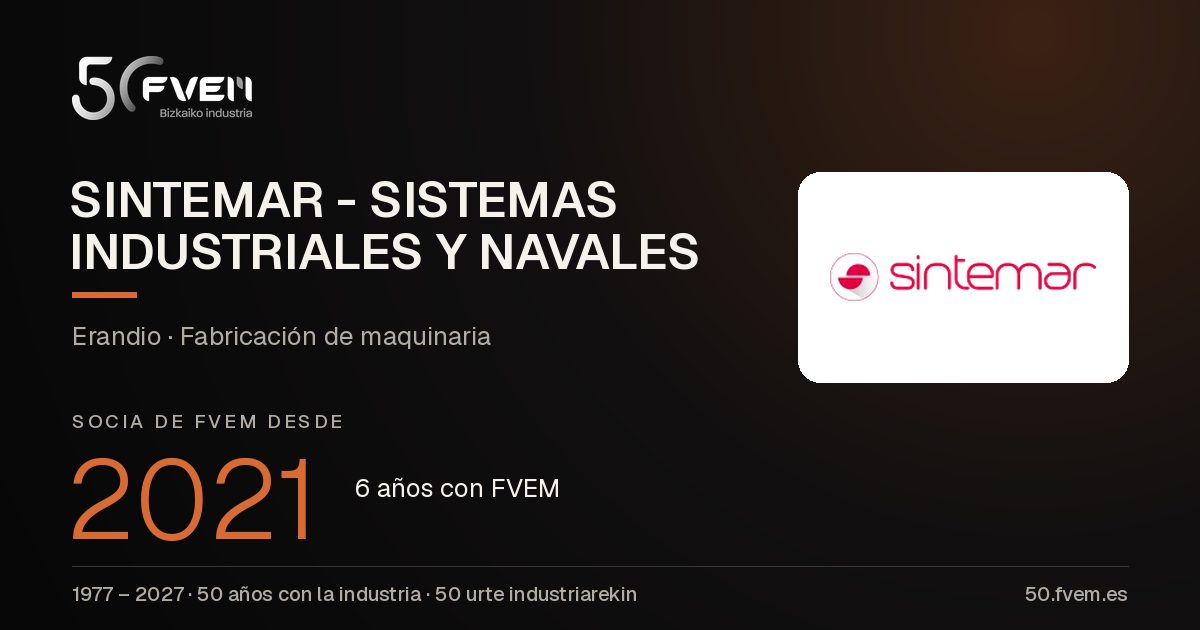 50 FVEM
Bizkaiko industria
SINTEMAR - SISTEMAS
INDUSTRIALES Y NAVALES
sintemar
Erandio · Fabricación de maquinaria
SOCIA DE FVEM DESDE
2021
6 años con FVEM
1977 – 2027 · 50 años con la industria · 50 urte industriarekin
50.fvem.es